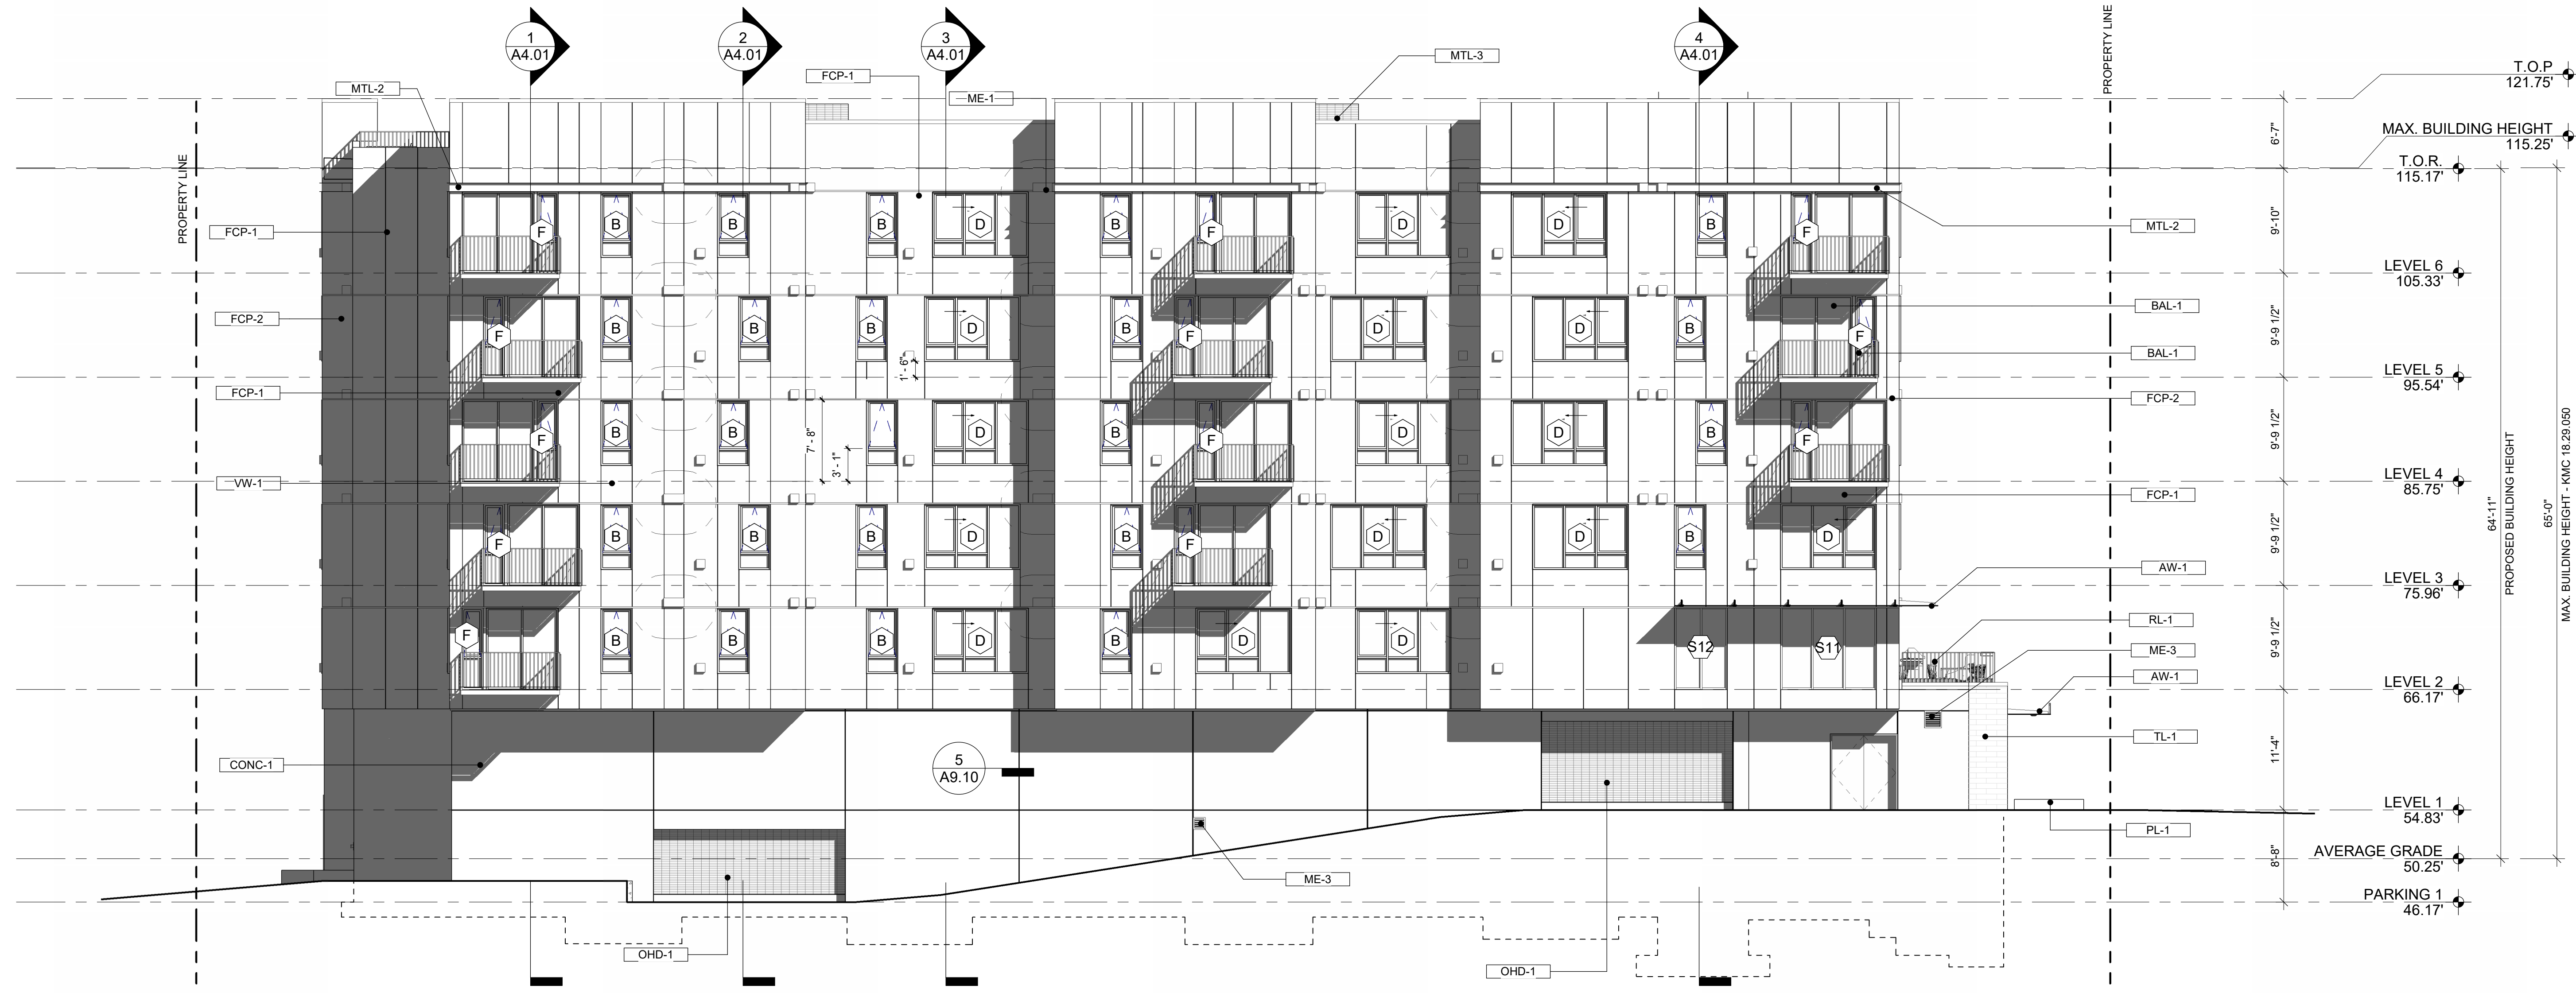 1
A4.01
2
A4.01
3
A4.01
4
A4.01
PROPERTY LINE
MTL-3
FCP-1
MTL-2
ME-1
T.O.P
121.75'
MAX. BUILDING HEIGHT
115.25'
T.O.R.
115.17'
6'-7"
PROPERTY LINE
FCP-1
F
B
B
B
D
B
F
D
D
B
F
MTL-2
9'-10"
LEVEL 6
105.33'
FCP-2
F
B
B
B
D
B
F
D
D
B
F
BAL-1
BAL-1
9'-9 1/2"
1' - 6"
LEVEL 5
95.54'
FCP-1
FCP-2
F
B
B
D
B
F
D
D
B
F
7' - 8"
3' - 1"
9'-9 1/2"
VW-1
LEVEL 4
85.75'
FCP-1
F
B
B
B
D
B
F
D
D
B
D
9'-9 1/2"
64'-11"
PROPOSED BUILDING HEIGHT
65'-0"
MAX. BUILDING HEIGHT - KMC 18.29.050
AW-1
LEVEL 3
75.96'
RL-1
F
B
B
B
D
B
D
D
S12
S11
ME-3
AW-1
9'-9 1/2"
LEVEL 2
66.17'
TL-1
CONC-1
5
A9.10
11'-4"
LEVEL 1
54.83'
PL-1
AVERAGE GRADE
50.25'
8'-8"
ME-3
PARKING 1
46.17'
OHD-1
OHD-1